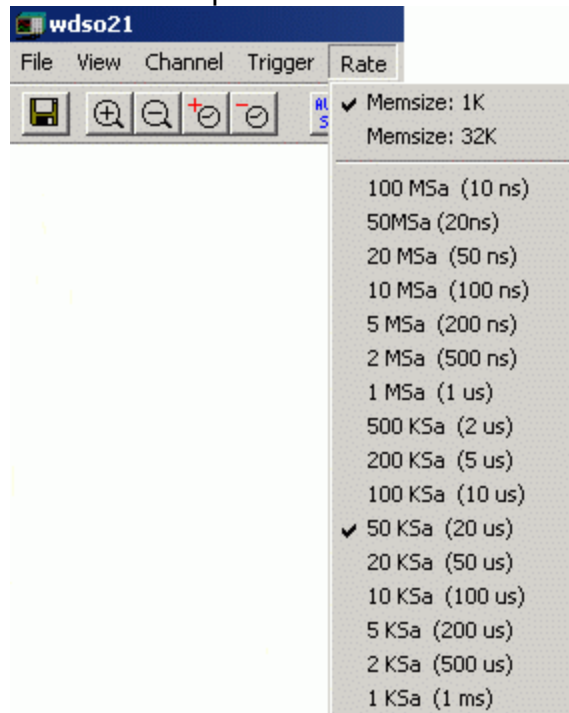 wdso21
File View Channel Trigger Rate
✔ Memsize: 1K
Memsize: 32K
100 MSa (10 ns)
50MSa (20ns)
20 MSa (50 ns)
10 MSa (100 ns)
5 MSa (200 ns)
2 MSa (500 ns)
1 MSa (1 us)
500 KSa (2 us)
200 KSa (5 us)
100 KSa (10 us)
✔ 50 KSa (20 us)
20 KSa (50 us)
10 KSa (100 us)
5 KSa (200 us)
2 KSa (500 us)
1 KSa (1 ms)